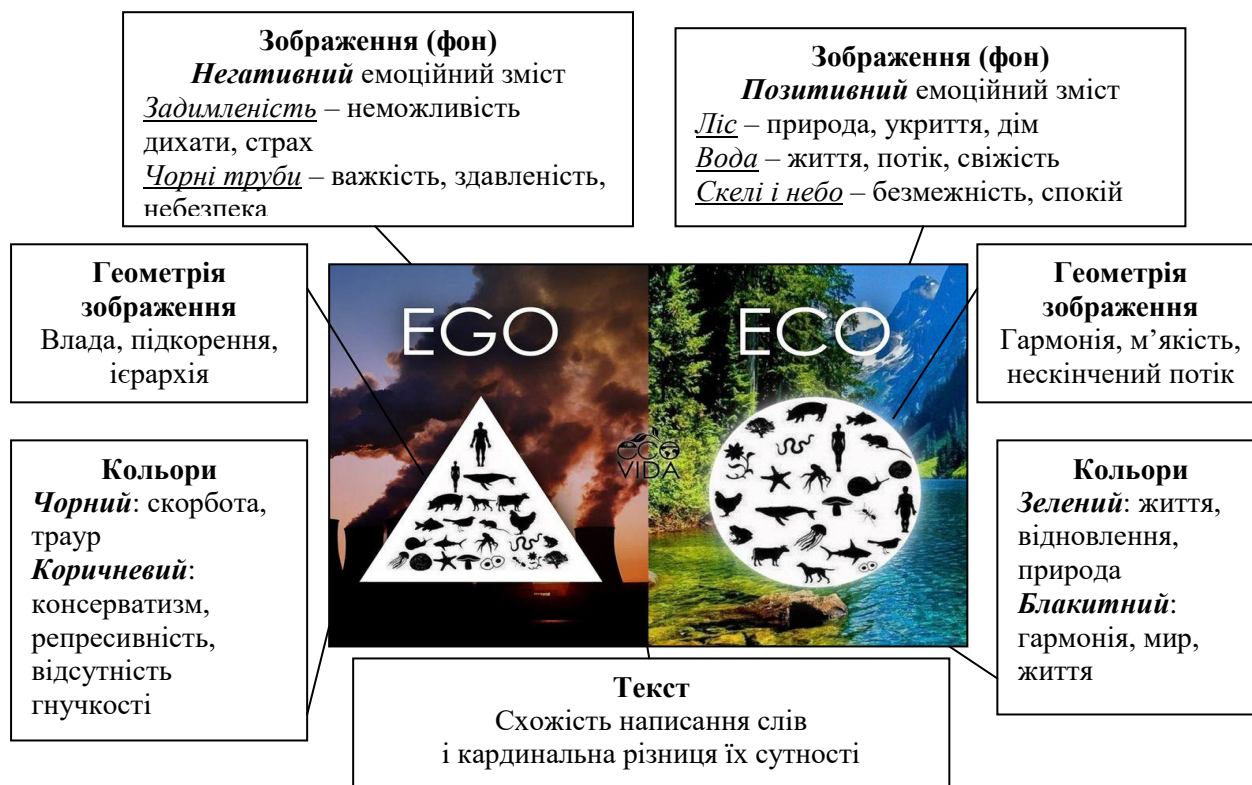 Зображення (фон)
Негативний емоційний зміст
Задимленість – неможливість
дихати, страх
Чорні труби – важкість, здавленість,
небезпека
Зображення (фон)
Позитивний емоційний зміст
Ліс – природа, укриття, дім
Вода – життя, потік, свіжість
Скелі і небо – безмежність, спокій
Геометрія
зображення
Влада, підкорення,
ієрархія
EGO
ECO
eco
VIDA
Геометрія
зображення
Гармонія, м’якість,
нескінчений потік
Кольори
Чорний: скорбота,
траур
Коричневий:
консерватизм,
репресивність,
відсутність
гнучкості
Кольори
Зелений: життя,
відновлення,
природа
Блакитний:
гармонія, мир,
життя
Текст
Схожість написання слів
і кардинальна різниця їх сутності